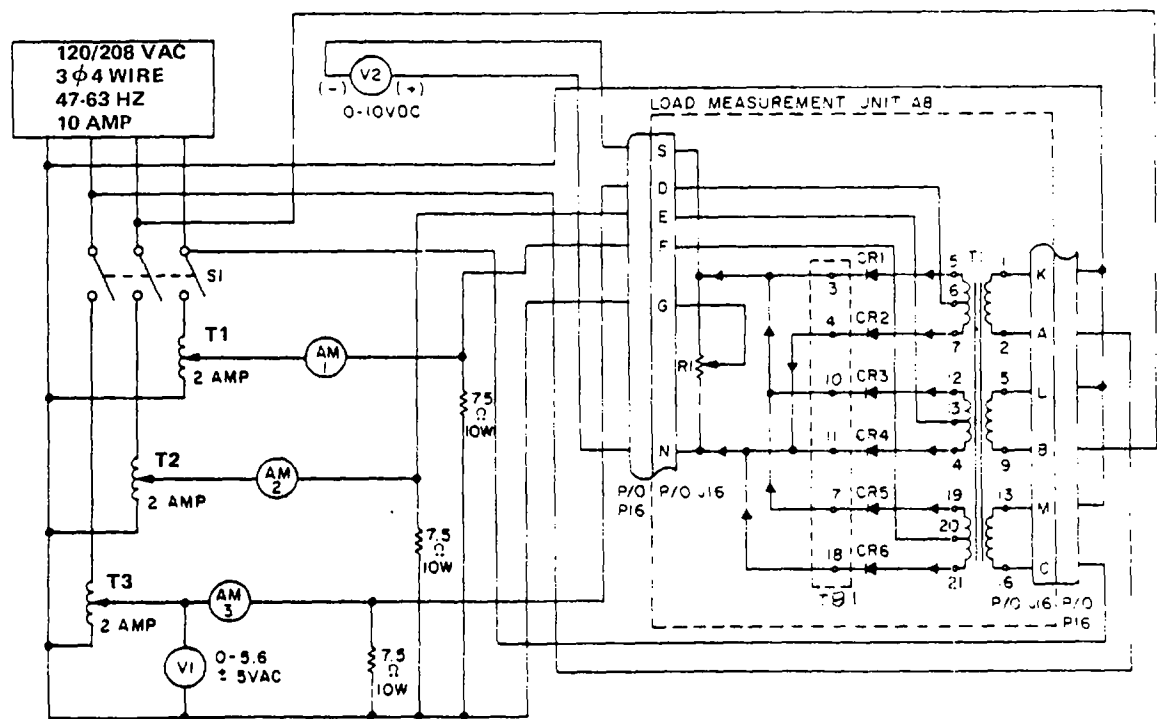 120/208 VAC
3 ϕ 4 WIRE
47-63 HZ
10 AMP
V2
(-) (+)
0-10VDC
LOAD MEASUREMENT UNIT A8
S
D
E
F
G
N
S1
T1
2 AMP
AM
1
7.5
Ω
10W
T2
2 AMP
AM
2
7.5
Ω
10W
T3
2 AMP
AM
3
7.5
Ω
10W
V1
0-5.6
± 5VAC
R1
P/O
P16
P/O J16
3
CR1
5
6
4
CR2
7
10
CR3
12
3
11
CR4
4
7
CR5
19
20
18
CR6
21
TB1
1
K
2
A
5
L
9
B
13
M
16
C
P/O J16
P/O
P16